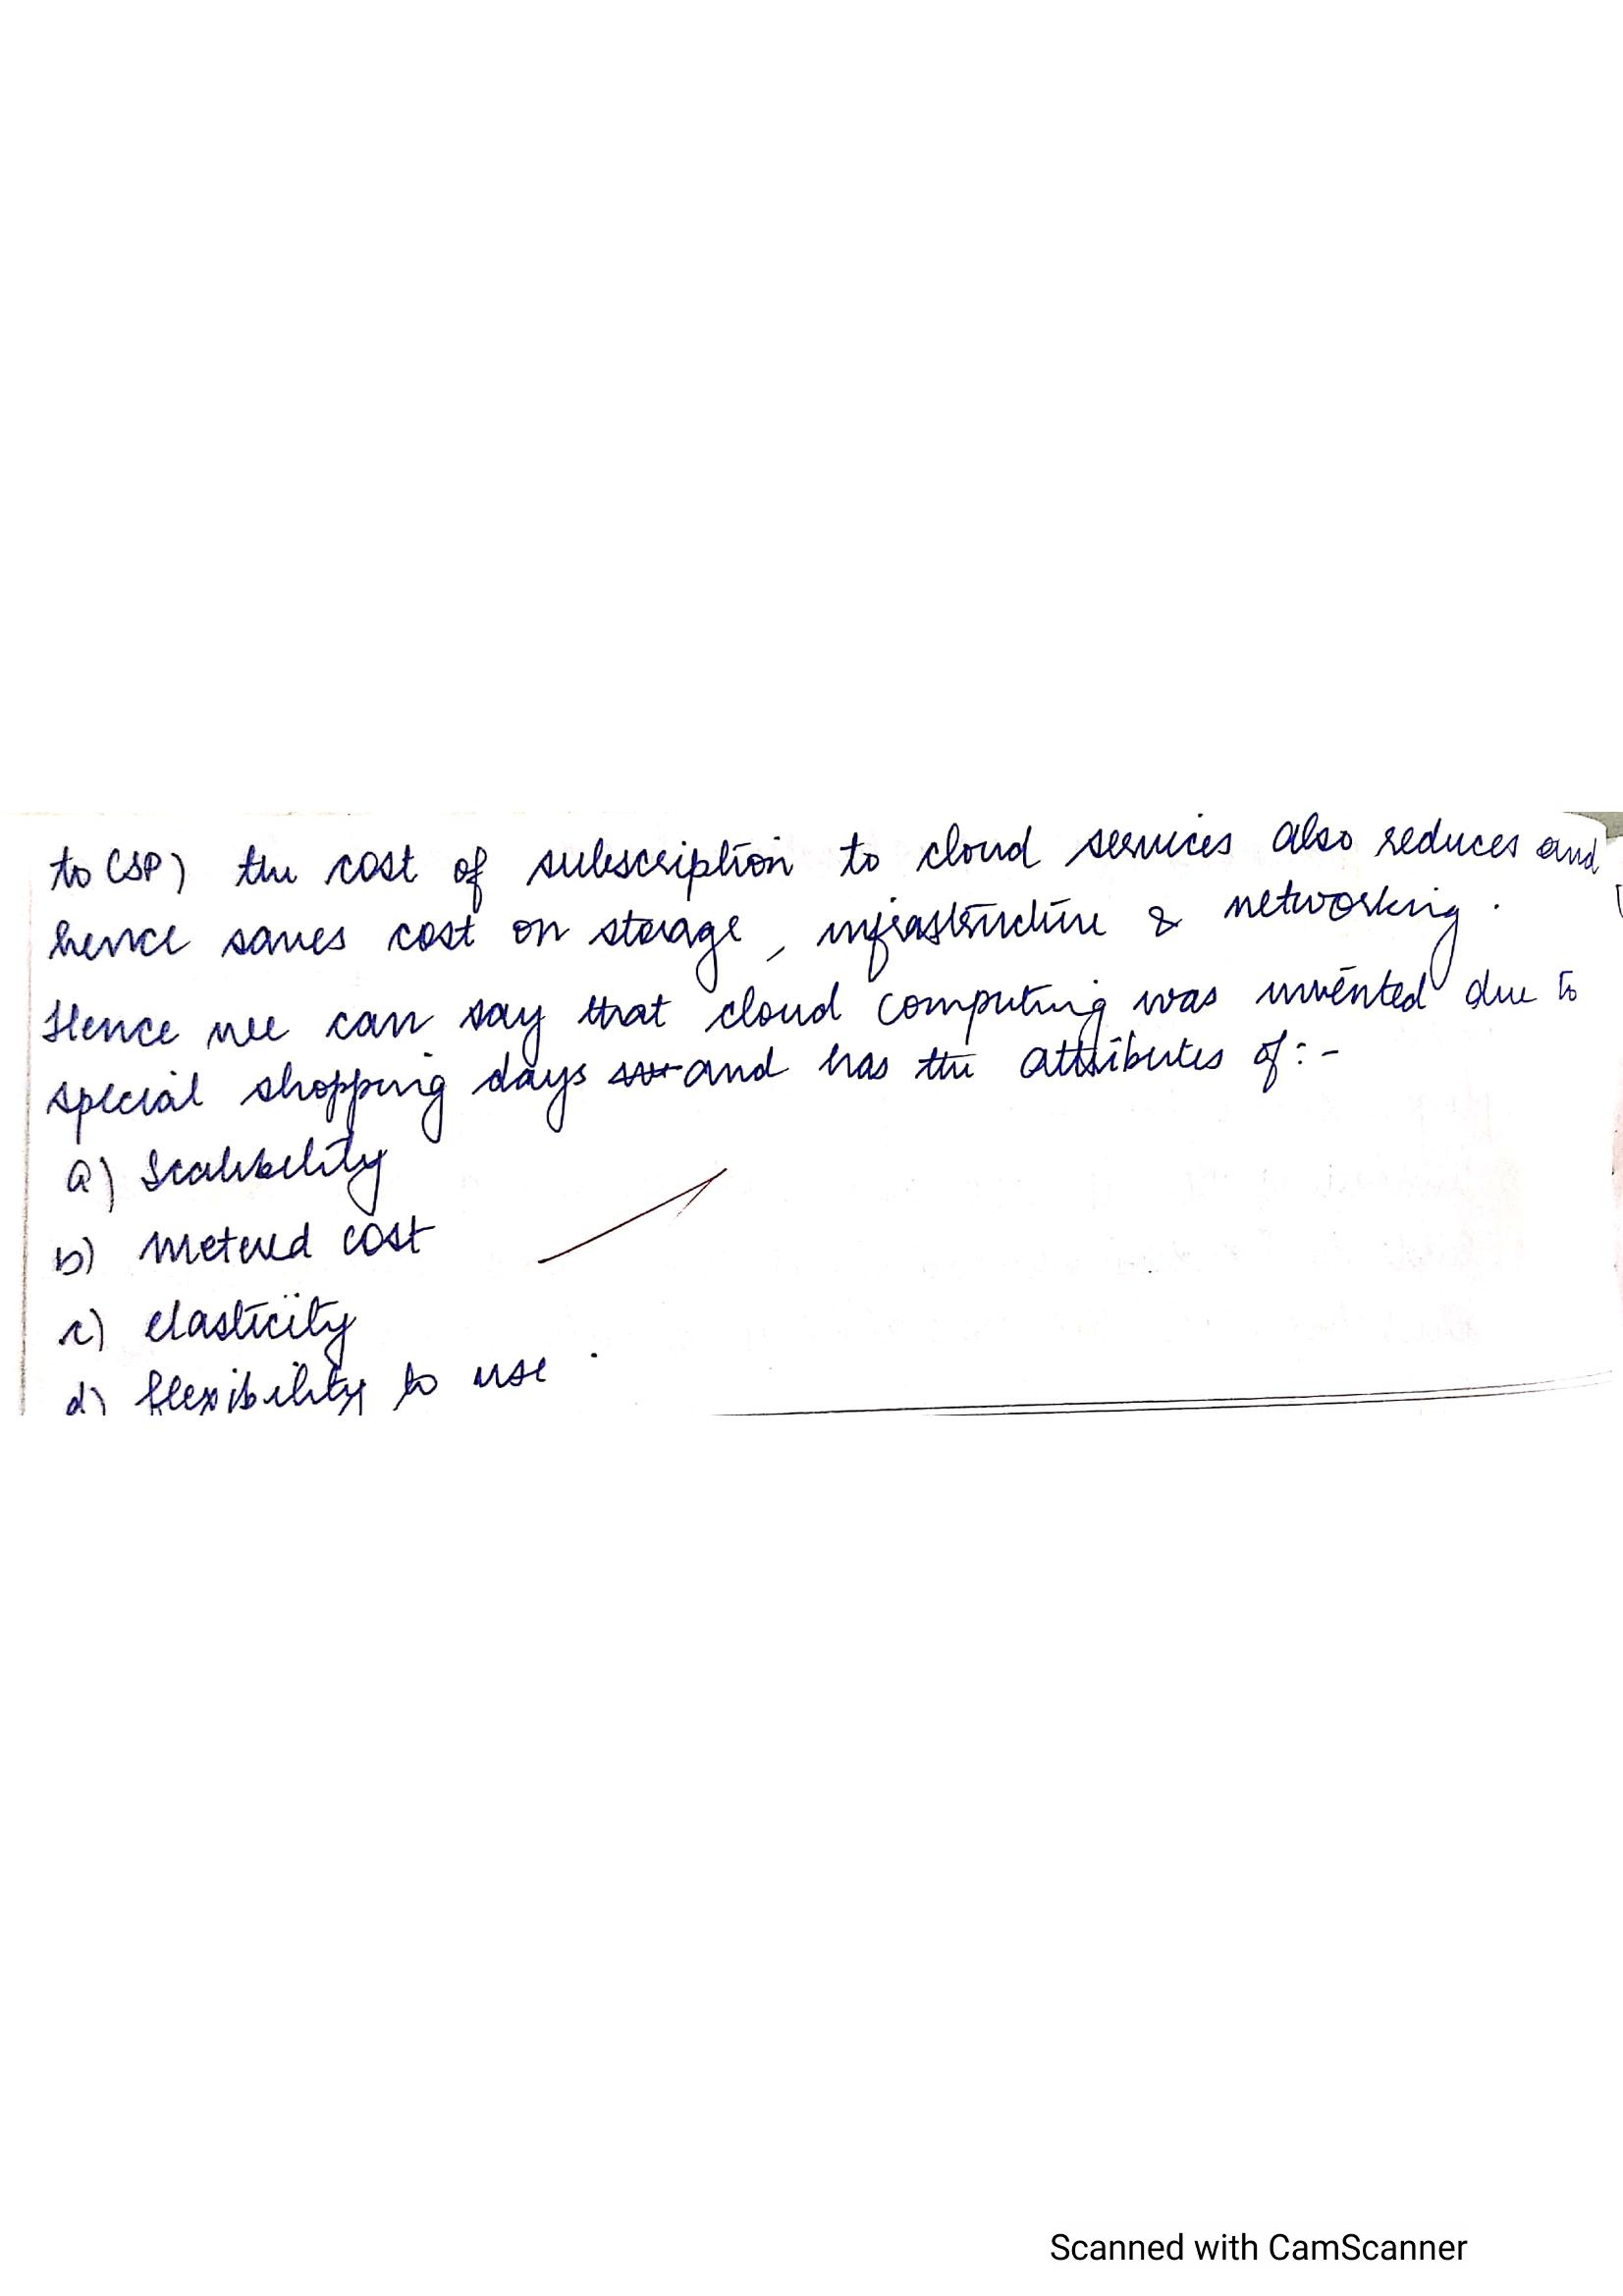 to CSP) the cost of subscription to cloud services also reduces and
hence saves cost on storage, infrastructure & networking.
Hence we can say that cloud computing was invented due to
special shopping days and has the attributes of :-
a) Scalability
b) metered cost
c) elasticity
d) flexibility to use.
Scanned with CamScanner